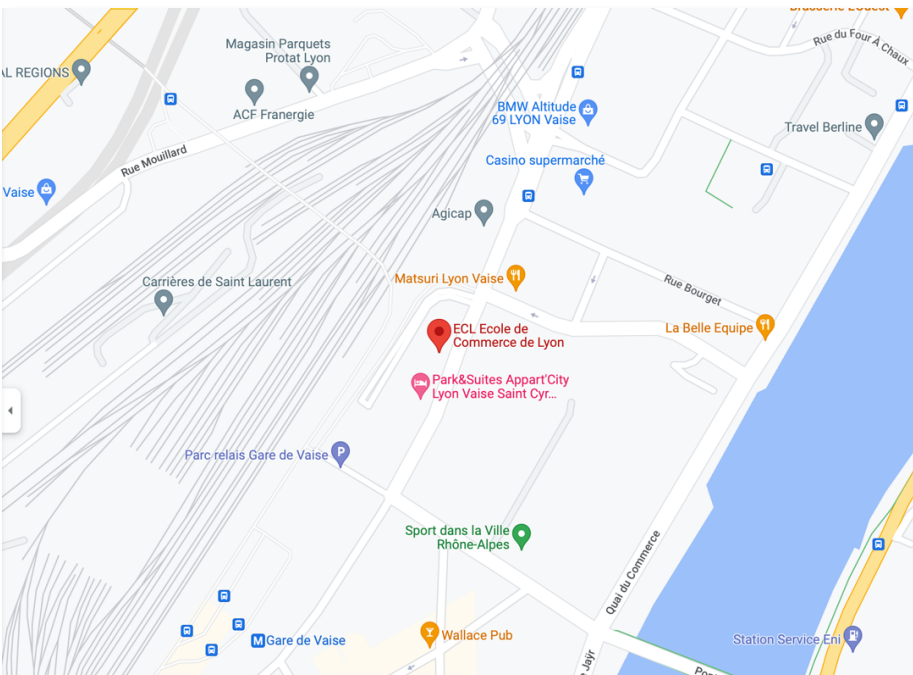 Brasserie L'Ouest
Rue du Four À Chaux
Magasin Parquets
Protat Lyon
AL REGIONS
ACF Franergie
BMW Altitude
69 LYON Vaise
Travel Berline
Rue Mouillard
Casino supermarché
Vaise
Agicap
Carrières de Saint Laurent
Matsuri Lyon Vaise
Rue Bourget
ECL Ecole de
Commerce de Lyon
La Belle Equipe
Park&Suites Appart'City
Lyon Vaise Saint Cyr...
Parc relais Gare de Vaise
P
Sport dans la Ville
Rhône-Alpes
Quai du Commerce
M Gare de Vaise
Wallace Pub
Station Service Eni
Jaÿr